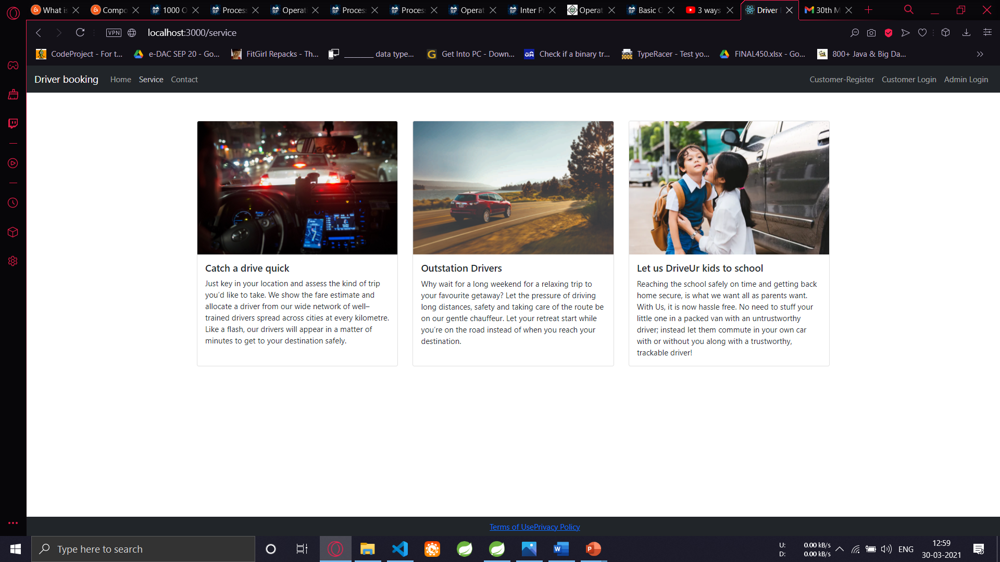 What is
Compo
1000 O
Process
Operat
Process
Process
Operat
Inter Pr
Operat
Basic C
3 ways
Driver
30th M
VPN
localhost:3000/service
CodeProject - For t...
e-DAC SEP 20 - Go...
FitGirl Repacks - Th...
________ data type...
Get Into PC - Down...
Check if a binary tr...
TypeRacer - Test yo...
FINAL450.xlsx - Go...
800+ Java & Big Da...
Driver booking
Home
Service
Contact
Customer-Register
Customer Login
Admin Login
Catch a drive quick
Just key in your location and assess the kind of trip
you’d like to take. We show the fare estimate and
allocate a driver from our wide network of well–
trained drivers spread across cities at every kilometre.
Like a flash, our drivers will appear in a matter of
minutes to get to your destination safely.
Outstation Drivers
Why wait for a long weekend for a relaxing trip to
your favourite getaway? Let the pressure of driving
long distances, safety and taking care of the route be
on our gentle chauffeur. Let your retreat start while
you’re on the road instead of when you reach your
destination.
Let us DriveUr kids to school
Reaching the school safely on time and getting back
home secure, is what we want all as parents want.
With Us, it is now hassle free. No need to stuff your
little one in a packed van with an untrustworthy
driver; instead let them commute in your own car
with or without you along with a trustworthy,
trackable driver!
Terms of UsePrivacy Policy
Type here to search
U: 0.00 kB/s
D: 0.00 kB/s
ENG
12:59
30-03-2021